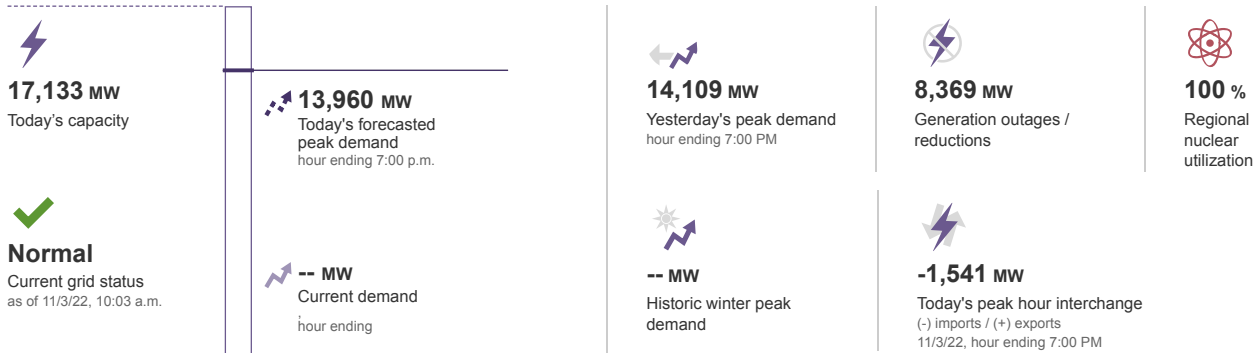 17,133 MW
Today's capacity
13,960 MW
Today's forecasted
peak demand
hour ending 7:00 p.m.
14,109 MW
Yesterday's peak demand
hour ending 7:00 PM
8,369 MW
Generation outages /
reductions
100 %
Regional
nuclear
utilization
Normal
Current grid status
as of 11/3/22, 10:03 a.m.
-- MW
Current demand
,
hour ending
-- MW
Historic winter peak
demand
-1,541 MW
Today's peak hour interchange
(-) imports / (+) exports
11/3/22, hour ending 7:00 PM